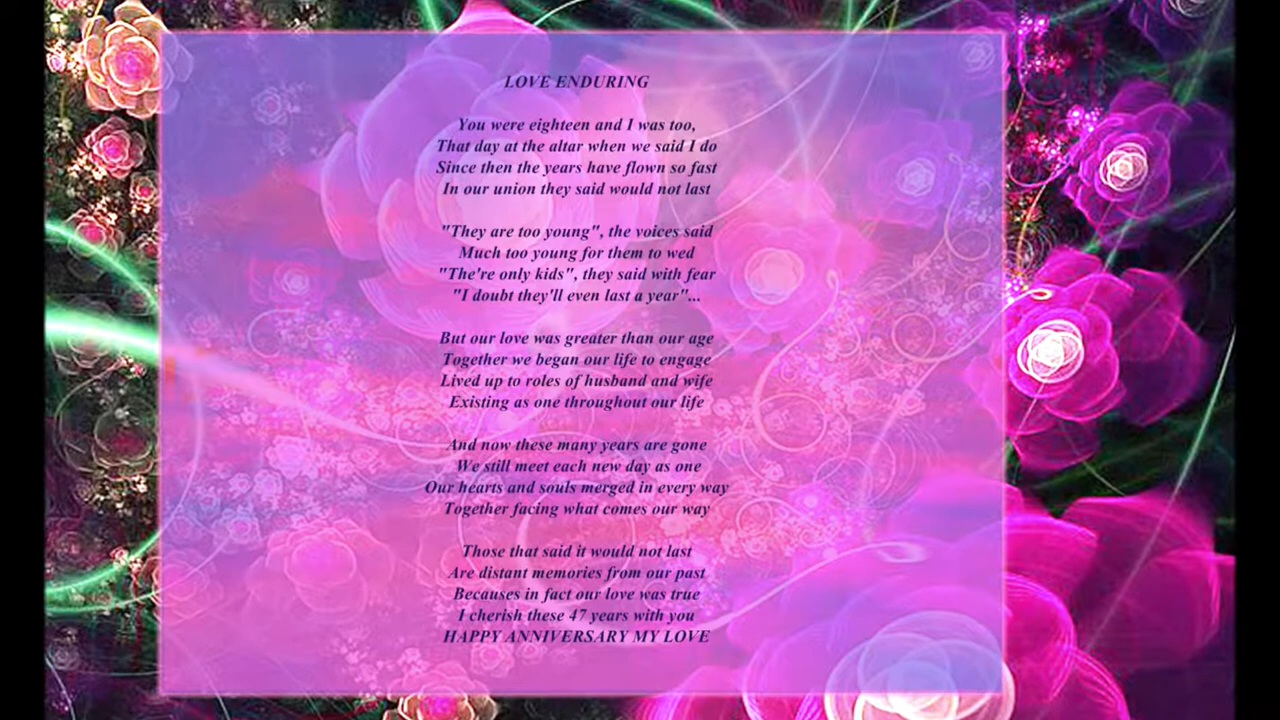 LOVE ENDURING
You were eighteen and I was too,
That day at the altar when we said I do
Since then the years have flown so fast
In our union they said would not last
"They are too young", the voices said
Much too young for them to wed
"The're only kids", they said with fear
"I doubt they'll even last a year"...
But our love was greater than our age
Together we began our life to engage
Lived up to roles of husband and wife
Existing as one throughout our life
And now these many years are gone
We still meet each new day as one
Our hearts and souls merged in every way
Together facing what comes our way
Those that said it would not last
Are distant memories from our past
Becauses in fact our love was true
I cherish these 47 years with you
HAPPY ANNIVERSARY MY LOVE